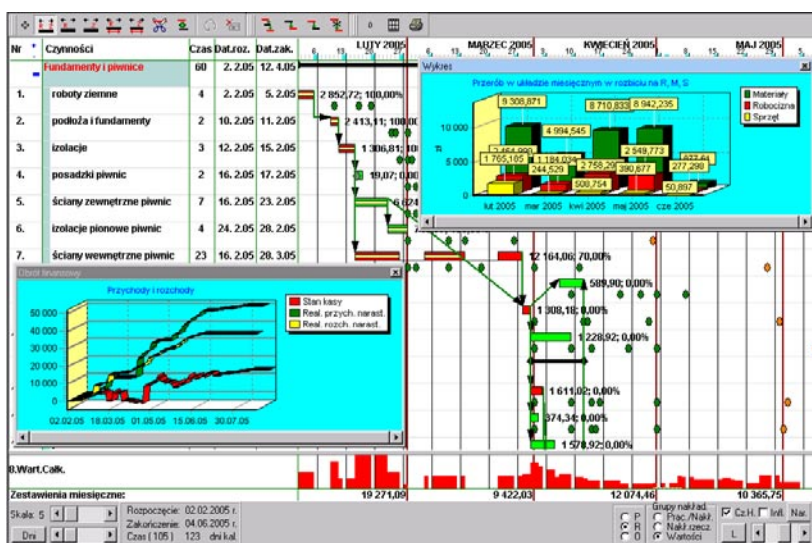 Nr Czynności Czas Dat.roz. Dat.zak. LUTY 2005 MARZEC 2005 KWIECIEŃ 2005 MAJ 2005
Fundamenty i piwnice 60 2. 2.05 12. 4.05
1. roboty ziemne 4 2. 2.05 5. 2.05 2 852,72; 100,00%
2. podłoża i fundamenty 2 10. 2.05 11. 2.05 2 413,11; 100,0
3. izolacje 3 12. 2.05 15. 2.05 1 306,81; 100
4. posadzki piwnic 2 16. 2.05 17. 2.05 19,07; 0,00
5. ściany zewnętrzne piwnic 7 16. 2.05 23. 2.05
6. izolacje pionowe piwnic 4 24. 2.05 28. 2.05
7. ściany wewnętrzne piwnic 23 16. 2.05 28. 3.05 12 164,06; 70,00%
Wykres
Przerób w układzie miesięcznym w rozbiciu na R, M, S
9 308,871
8 710,833
8 942,235
4 994,545
1 765,105
1 184,034
244,529
2 549,773
390,677
508,754
277,298
50,897
zł
10 000
5 000
0
lut 2005 mar 2005 kwi 2005 maj 2005 cze 2005
Materiały
Robocizna
Sprzęt
Obrót finansowy
Przychody i rozchody
50 000
40 000
30 000
20 000
10 000
0
02.02.05 18.03.05 01.05.05 15.06.05 30.07.05
Stan kasy
Real. przych. narast.
Real. rozch. narast.
589,90; 0,00%
1 308,18; 0,00%
1 228,92; 0,00%
1 611,02; 0,00%
374,34; 0,00%
1 578,92; 0,00%
8.Wart.Całk.
Zestawienia miesięczne: 19 271,09 9 422,03 12 074,46 10 365,75
Skala: 5
Dni
Rozpoczęcie: 02.02.2005 r.
Zakończenie: 04.06.2005 r.
Czas ( 105 ) 123 dni kal.
P
R
O
Grupy nakład.
Prac./Nakł.
Nakł.rzecz.
Wartości
Cz.H. Infl. Nar.
L